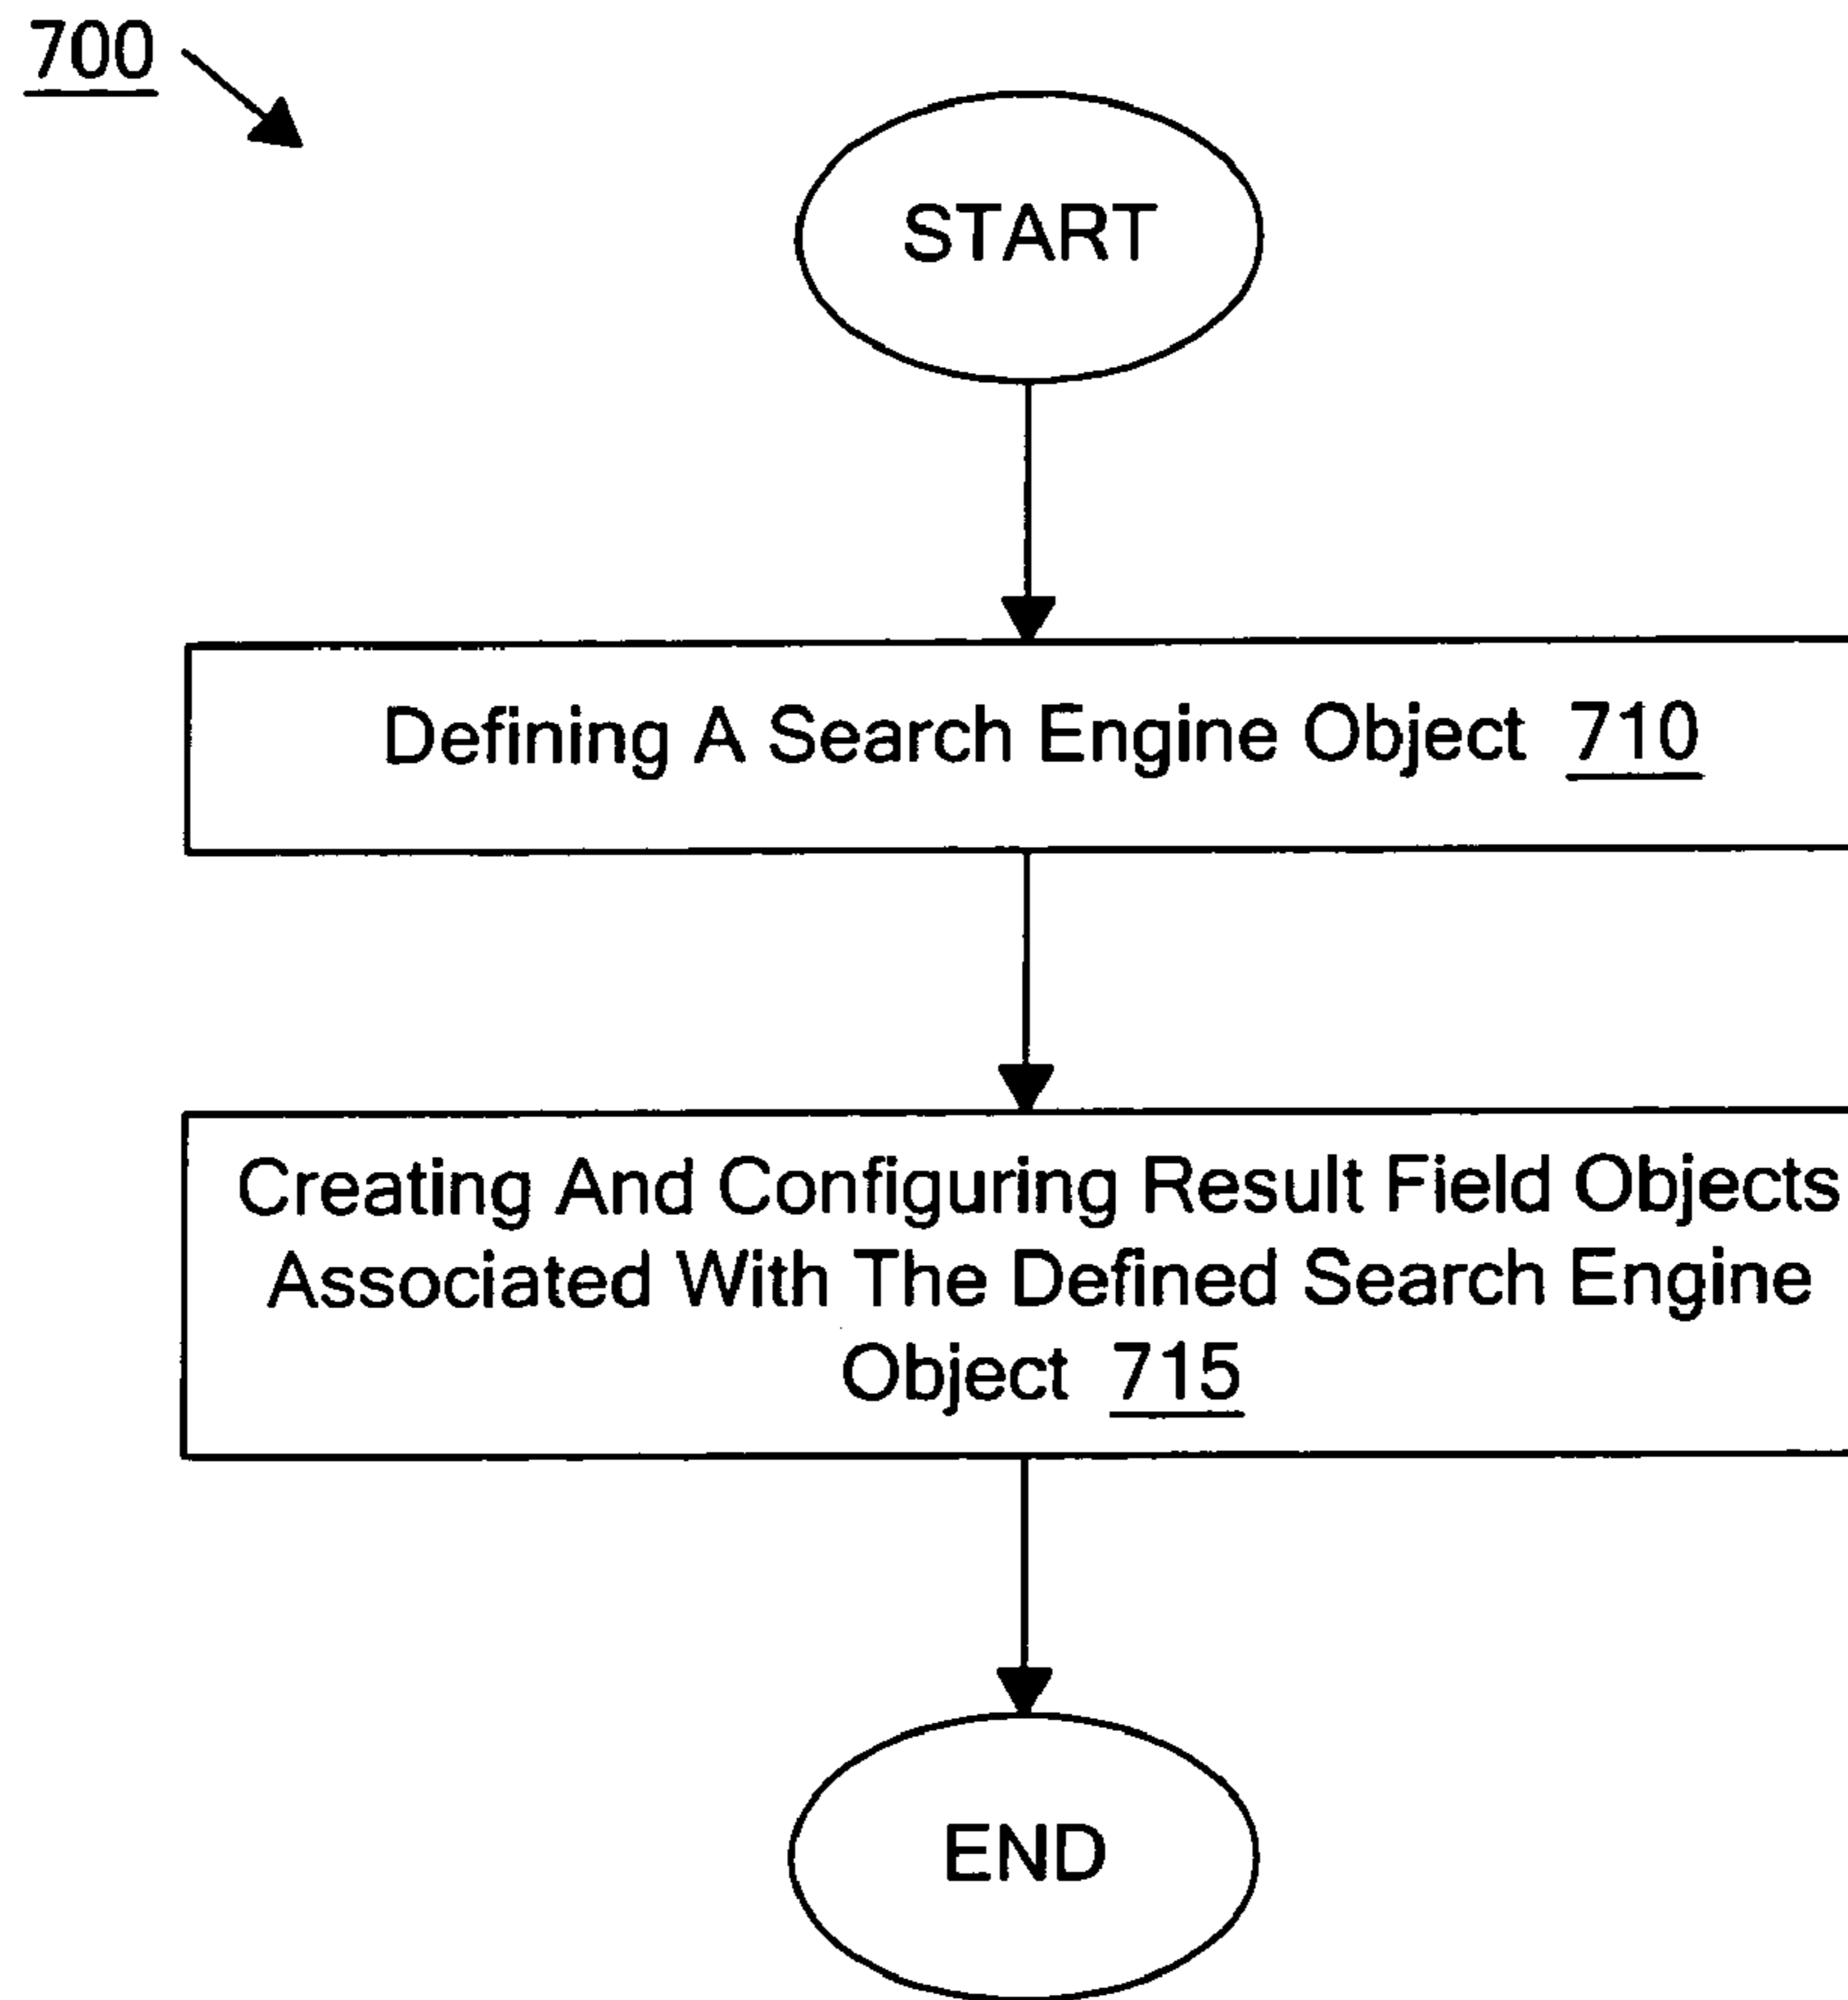 700
START
Defining A Search Engine Object 710
Creating And Configuring Result Field Objects
Associated With The Defined Search Engine
Object 715
END